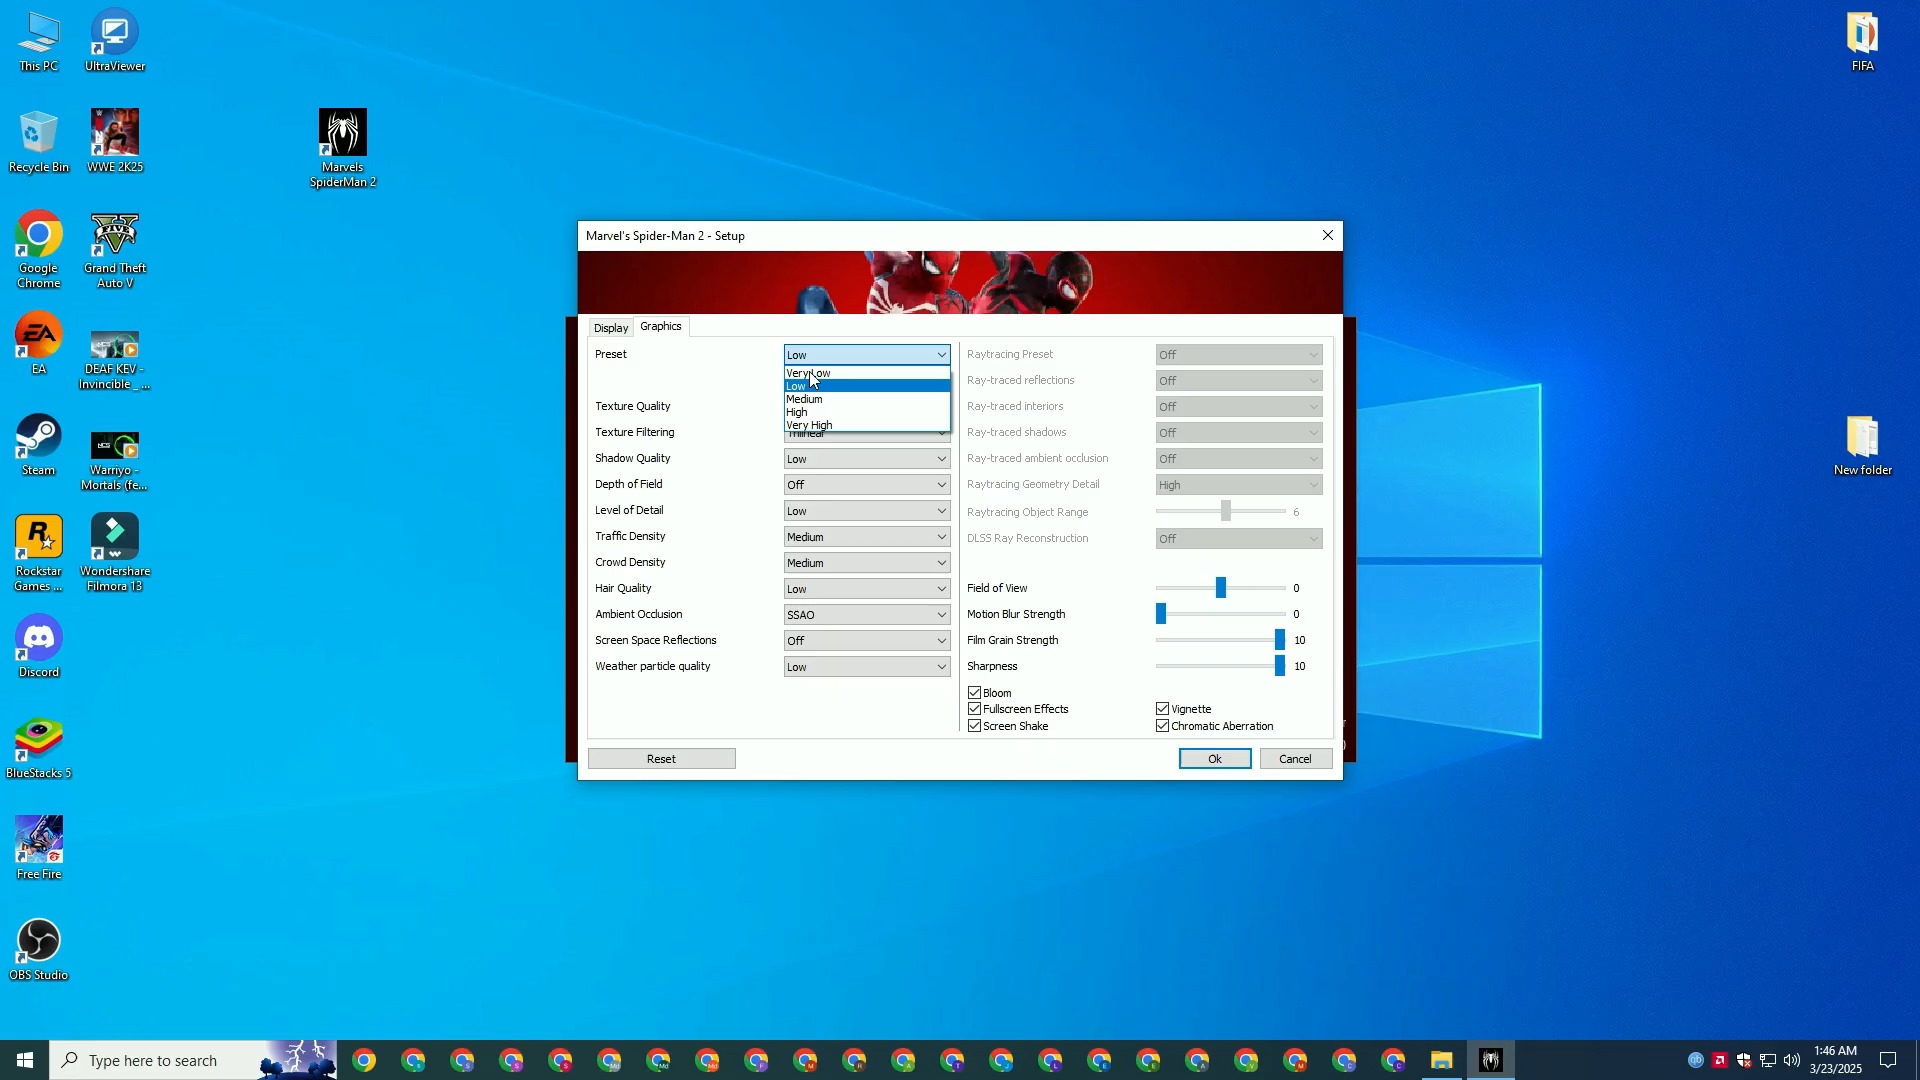 This PC
UltraViewer
FIFA
Recycle Bin
WWE 2K25
Marvels
SpiderMan 2
Google
Chrome
Grand Theft
Auto V
EA
DEAF KEV -
Invincible _ ...
Steam
Warriyo -
Mortals (fe...
New folder
Rockstar
Games ...
Wondershare
Filmora 13
Discord
BlueStacks 5
Free Fire
OBS Studio
Marvel's Spider-Man 2 - Setup
Display
Graphics
Preset
Low
Very Low
Low
Medium
High
Very High
Texture Quality
Texture Filtering
Trilinear
Shadow Quality
Low
Depth of Field
Off
Level of Detail
Low
Traffic Density
Medium
Crowd Density
Medium
Hair Quality
Low
Ambient Occlusion
SSAO
Screen Space Reflections
Off
Weather particle quality
Low
Raytracing Preset
Off
Ray-traced reflections
Off
Ray-traced interiors
Off
Ray-traced shadows
Off
Ray-traced ambient occlusion
Off
Raytracing Geometry Detail
High
Raytracing Object Range
6
DLSS Ray Reconstruction
Off
Field of View
0
Motion Blur Strength
0
Film Grain Strength
10
Sharpness
10
Bloom
Fullscreen Effects
Vignette
Screen Shake
Chromatic Aberration
Reset
Ok
Cancel
Type here to search
1:46 AM
3/23/2025